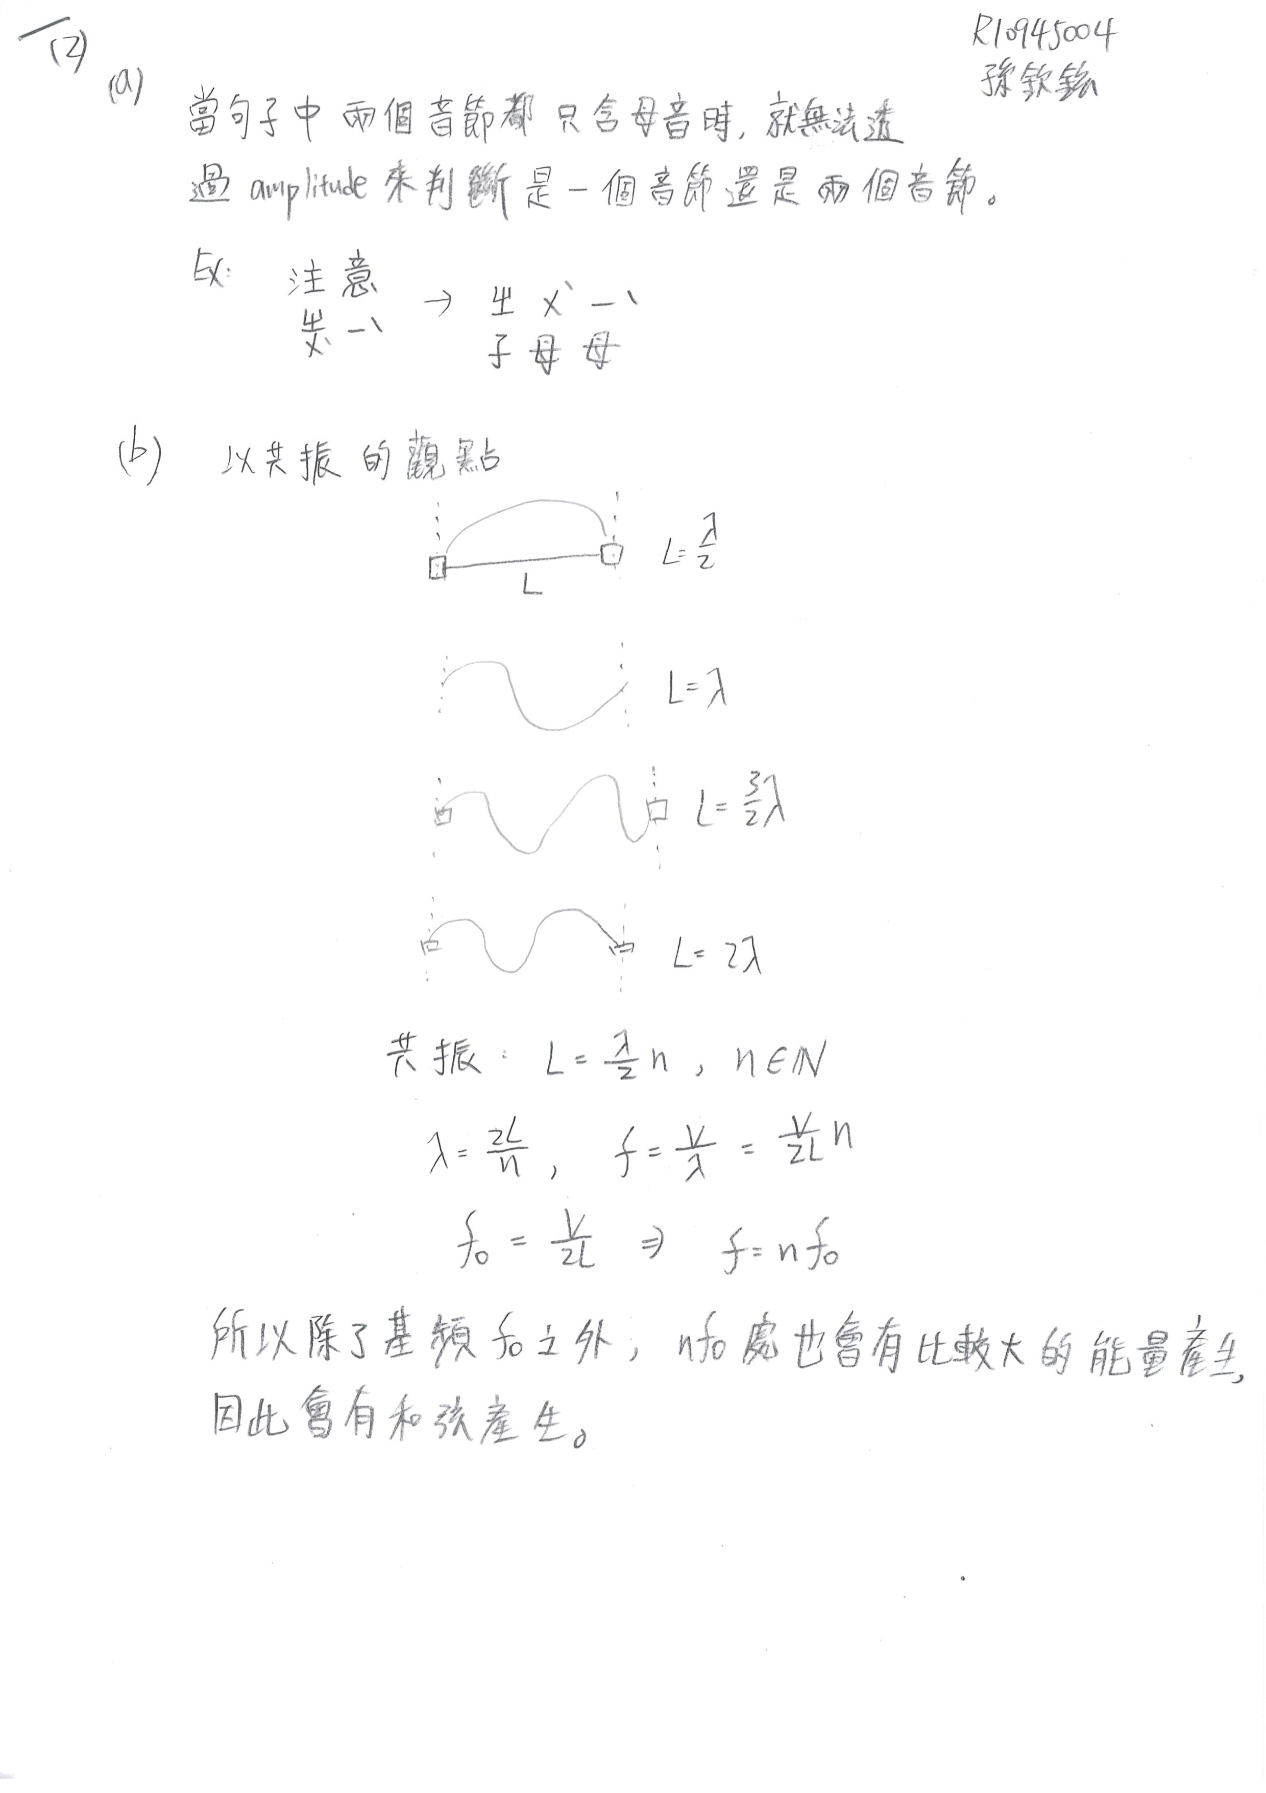 (2)
R10945004
孫欽鉉
(a)
當句子中兩個音節都只含母音時, 就無法透
過 amplitude 來判斷是一個音節還是兩個音節。
Ex: 注意 → ㄓ ㄨˋ ㄧˋ
ㄓㄨˋ ㄧˋ 子 母 母
(b) 以共振的觀點
L = λ/2
L
L = λ
L = 3/2 λ
L = 2λ
共振: L = λ/2 n , n ∈ ℕ
λ = 2L/n , f = V/λ = V/2L n
f₀ = V/2L ⇒ f = n f₀
所以除了基頻 f₀ 之外, nf₀ 處也會有比較大的能量產生,
因此會有和弦產生。